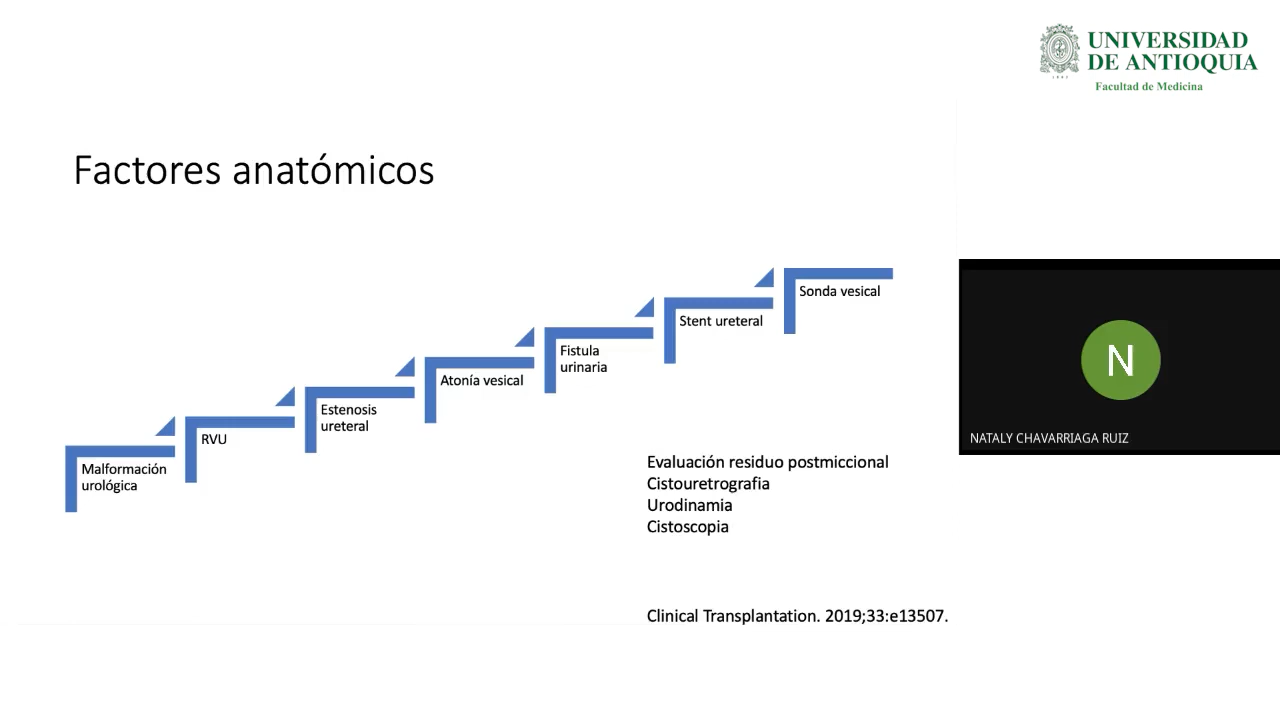 UNIVERSIDAD
DE ANTIOQUIA
Facultad de Medicina
Factores anatómicos
Malformación
urológica
RVU
Estenosis
ureteral
Atonía vesical
Fistula
urinaria
Stent ureteral
Sonda vesical
Evaluación residuo postmiccional
Cistouretrografia
Urodinamia
Cistoscopia
Clinical Transplantation. 2019;33:e13507.
N
NATALY CHAVARRIAGA RUIZ